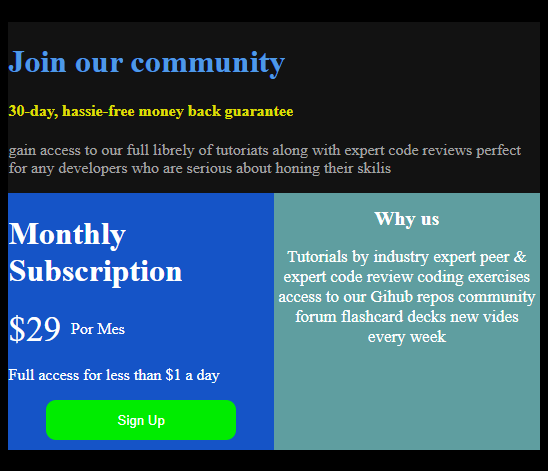 Join our community
30-day, hassie-free money back guarantee
gain access to our full librely of tutoriats along with expert code reviews perfect
for any developers who are serious about honing their skilis
Monthly
Subscription
$29 Por Mes
Full access for less than $1 a day
Sign Up
Why us
Tutorials by industry expert peer &
expert code review coding exercises
access to our Gihub repos community
forum flashcard decks new vides
every week